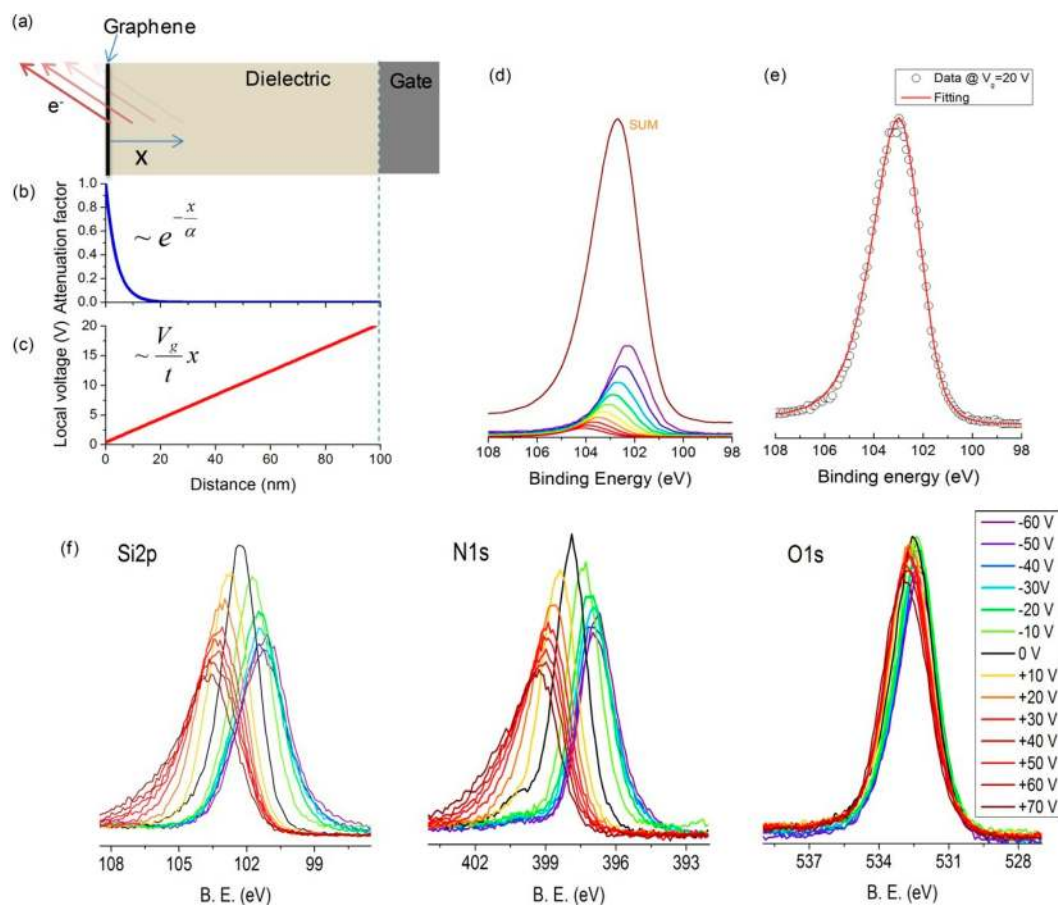 (a)
Graphene
Dielectric
Gate
e-
X
(b)
Attenuation factor
1.0
0.8
0.6
0.4
0.2
0.0
~ e^{-x/α}
(c)
Local voltage (V)
20
15
10
5
0
~ V_g/t x
0 20 40 60 80 100
Distance (nm)
(d)
SUM
108 106 104 102 100 98
Binding Energy (eV)
(e)
Data @ V_g=20 V
Fitting
108 106 104 102 100 98
Binding energy (eV)
(f)
Si2p
108 105 102 99
B. E. (eV)
N1s
402 399 396 393
B. E. (eV)
O1s
537 534 531 528
B. E. (eV)
-60 V
-50 V
-40 V
-30V
-20 V
-10 V
0 V
+10 V
+20 V
+30 V
+40 V
+50 V
+60 V
+70 V